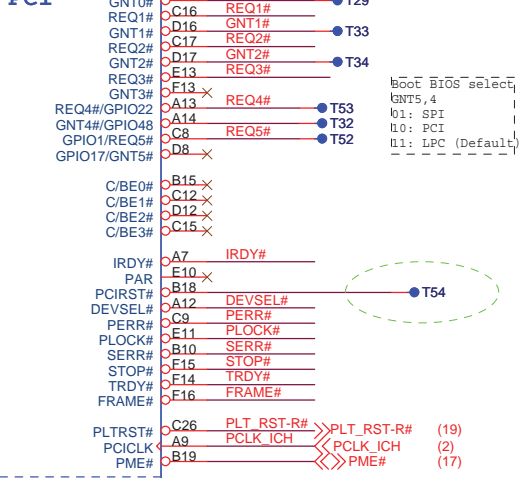 PCI
GNT0# T29
REQ1# C16 REQ1#
GNT1# D16 GNT1# T33
REQ2# C17 REQ2#
GNT2# D17 GNT2# T34
REQ3# E13 REQ3#
GNT3# F13
REQ4#/GPIO22 A13 REQ4# T53
GNT4#/GPIO48 A14 T32
GPIO1/REQ5# C8 REQ5# T52
GPIO17/GNT5# D8
Boot BIOS select
GNT5,4
01: SPI
10: PCI
11: LPC (Default)
C/BE0# B15
C/BE1# C12
C/BE2# D12
C/BE3# C15
IRDY# A7 IRDY#
PAR E10
PCIRST# B18 T54
DEVSEL# A12 DEVSEL#
PERR# C9 PERR#
PLOCK# E11 PLOCK#
SERR# B10 SERR#
STOP# F15 STOP#
TRDY# F14 TRDY#
FRAME# F16 FRAME#
PLTRST# C26 PLT_RST-R# PLT_RST-R# (19)
PCICLK A9 PCLK_ICH PCLK_ICH (2)
PME# B19 PME# (17)